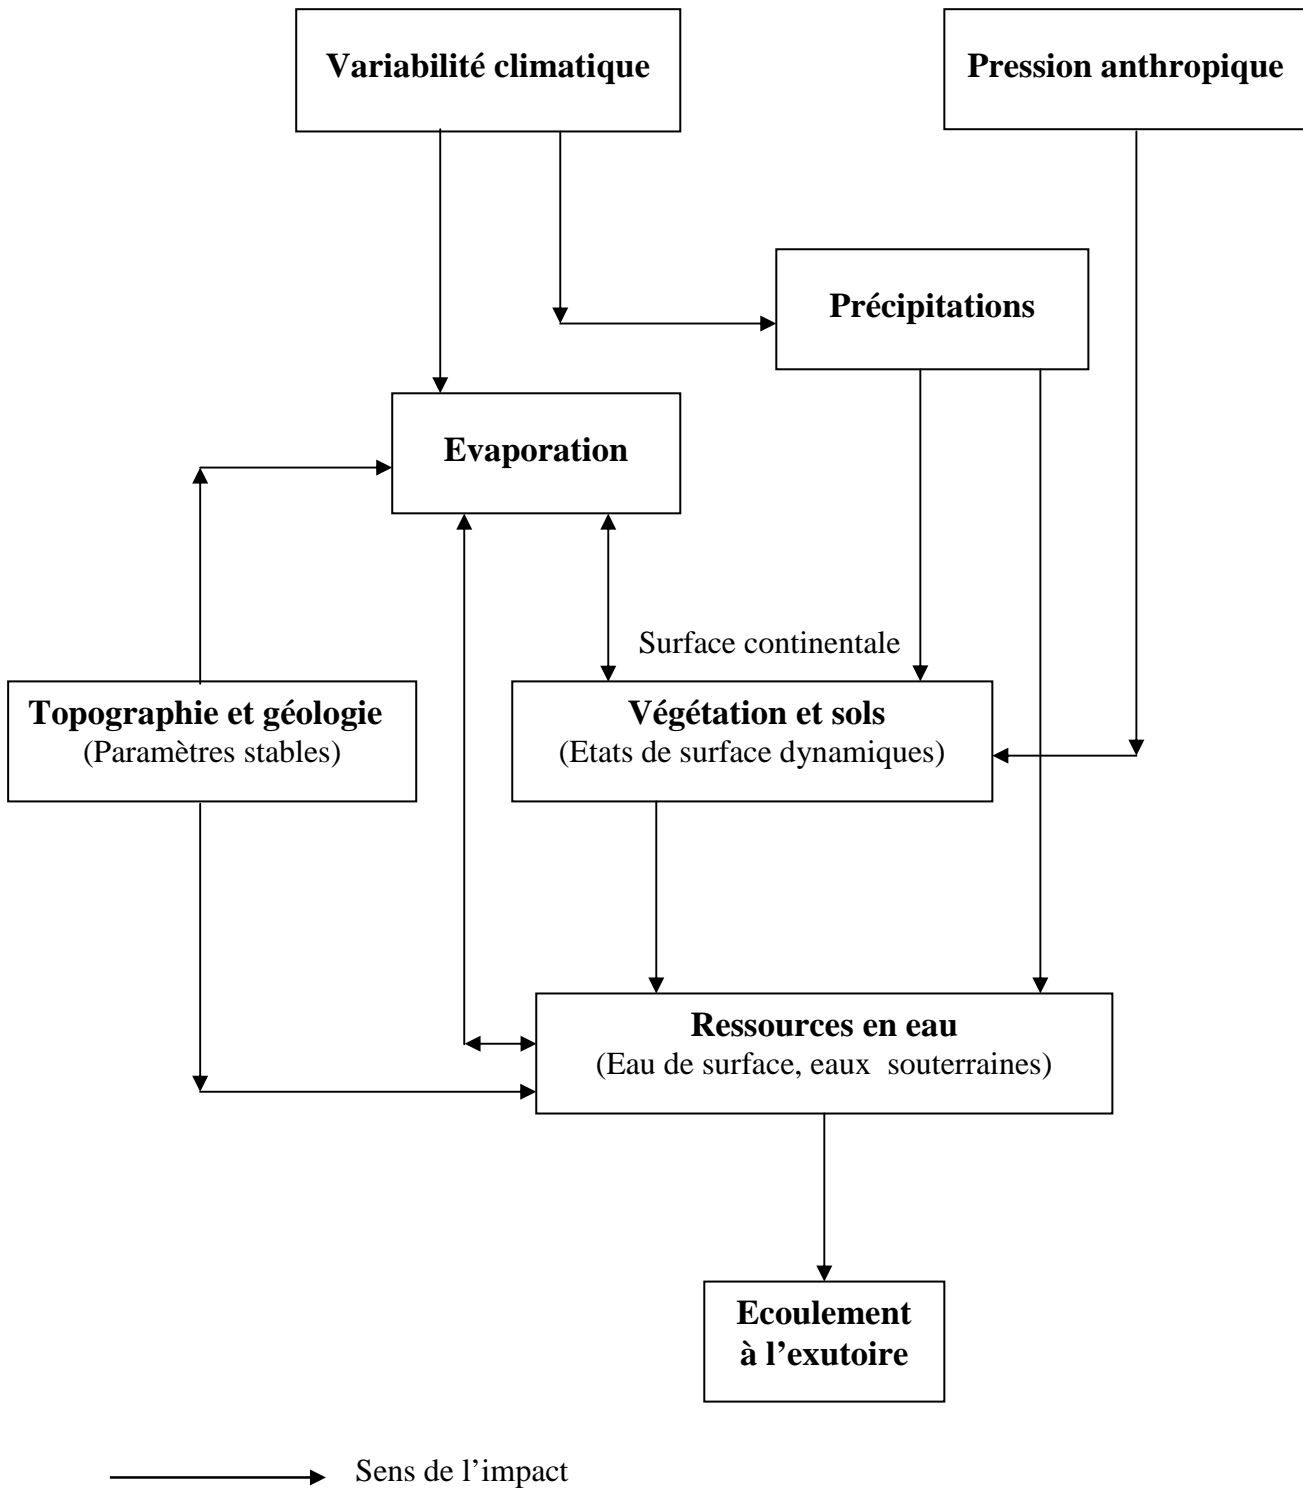 Variabilité climatique
Pression anthropique
Précipitations
Evaporation
Surface continentale
Topographie et géologie
(Paramètres stables)
Végétation et sols
(Etats de surface dynamiques)
Ressources en eau
(Eau de surface, eaux souterraines)
Ecoulement
à l’exutoire
Sens de l’impact